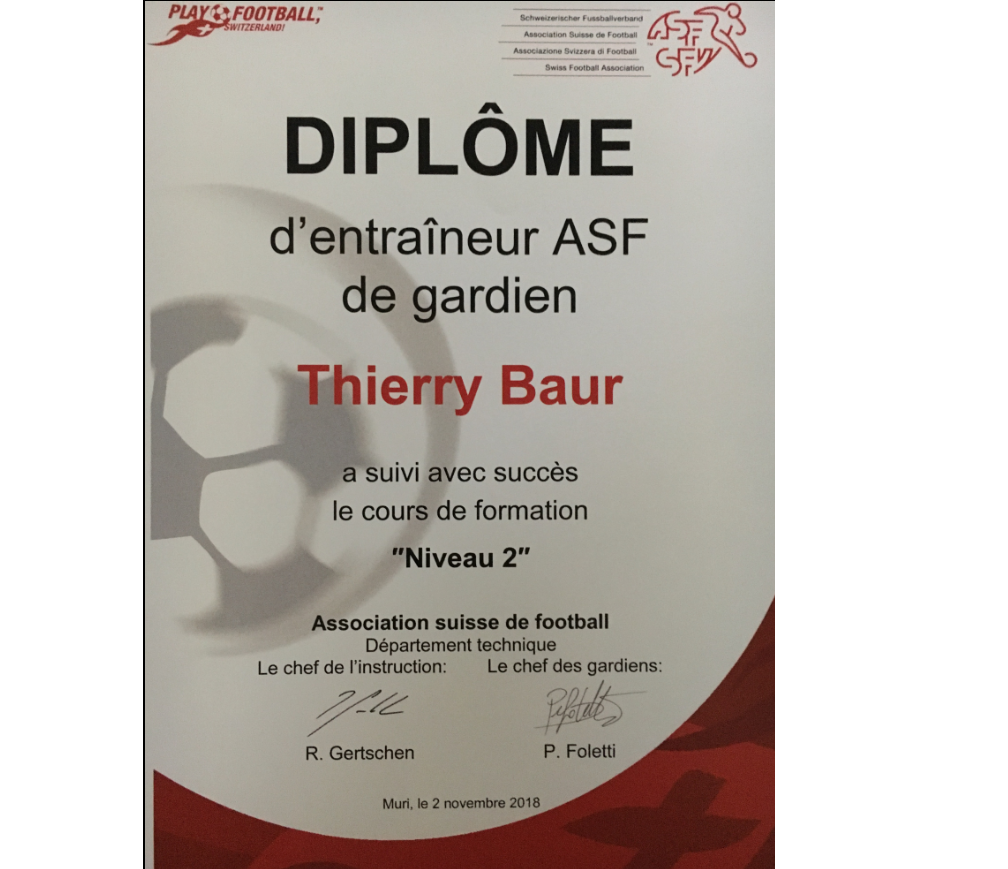 PLAY FOOTBALL,
SWITZERLAND!
Schweizerischer Fussballverband
Association Suisse de Football
Associazione Svizzera di Football
Swiss Football Association
ASF
SFV
DIPLÔME
d'entraîneur ASF
de gardien
Thierry Baur
a suivi avec succès
le cours de formation
"Niveau 2"
Association suisse de football
Département technique
Le chef de l'instruction: Le chef des gardiens:
R. Gertschen P. Foletti
Muri, le 2 novembre 2018